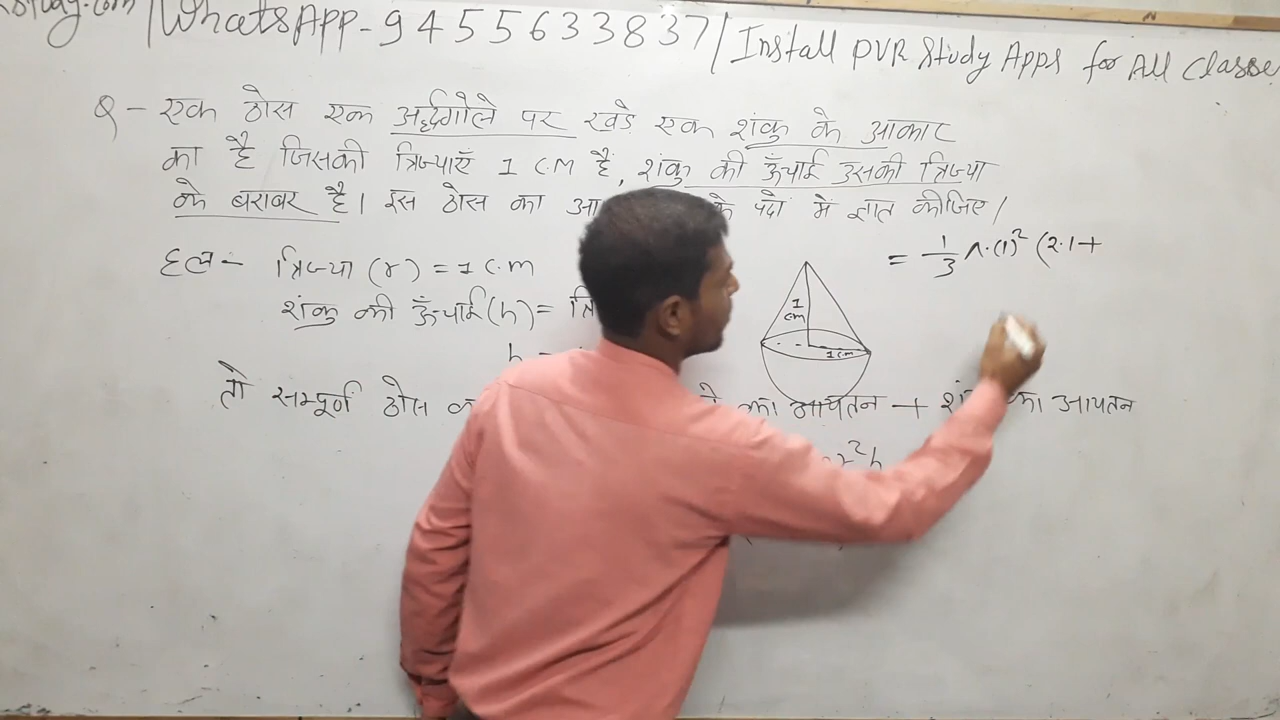 study.com / WhatsApp - 9455633837 / Install PVR Study Apps for All Classes
Q - एक ठोस एक अर्द्धगोले पर खड़े एक शंकु के आकार
का है जिसकी त्रिज्याएँ 1 cm हैं, शंकु की ऊँचाई उसकी त्रिज्या
के बराबर है। इस ठोस का के पदों में ज्ञात कीजिए।
हल - त्रिज्या (r) = 1 c.m
शंकु की ऊँचाई (h) = त्रि
h =
तो सम्पूर्ण ठोस का का आयतन + का आयतन
r²h
1 cm
1 c.m
= 1/3 π.(1)² (2.1 +